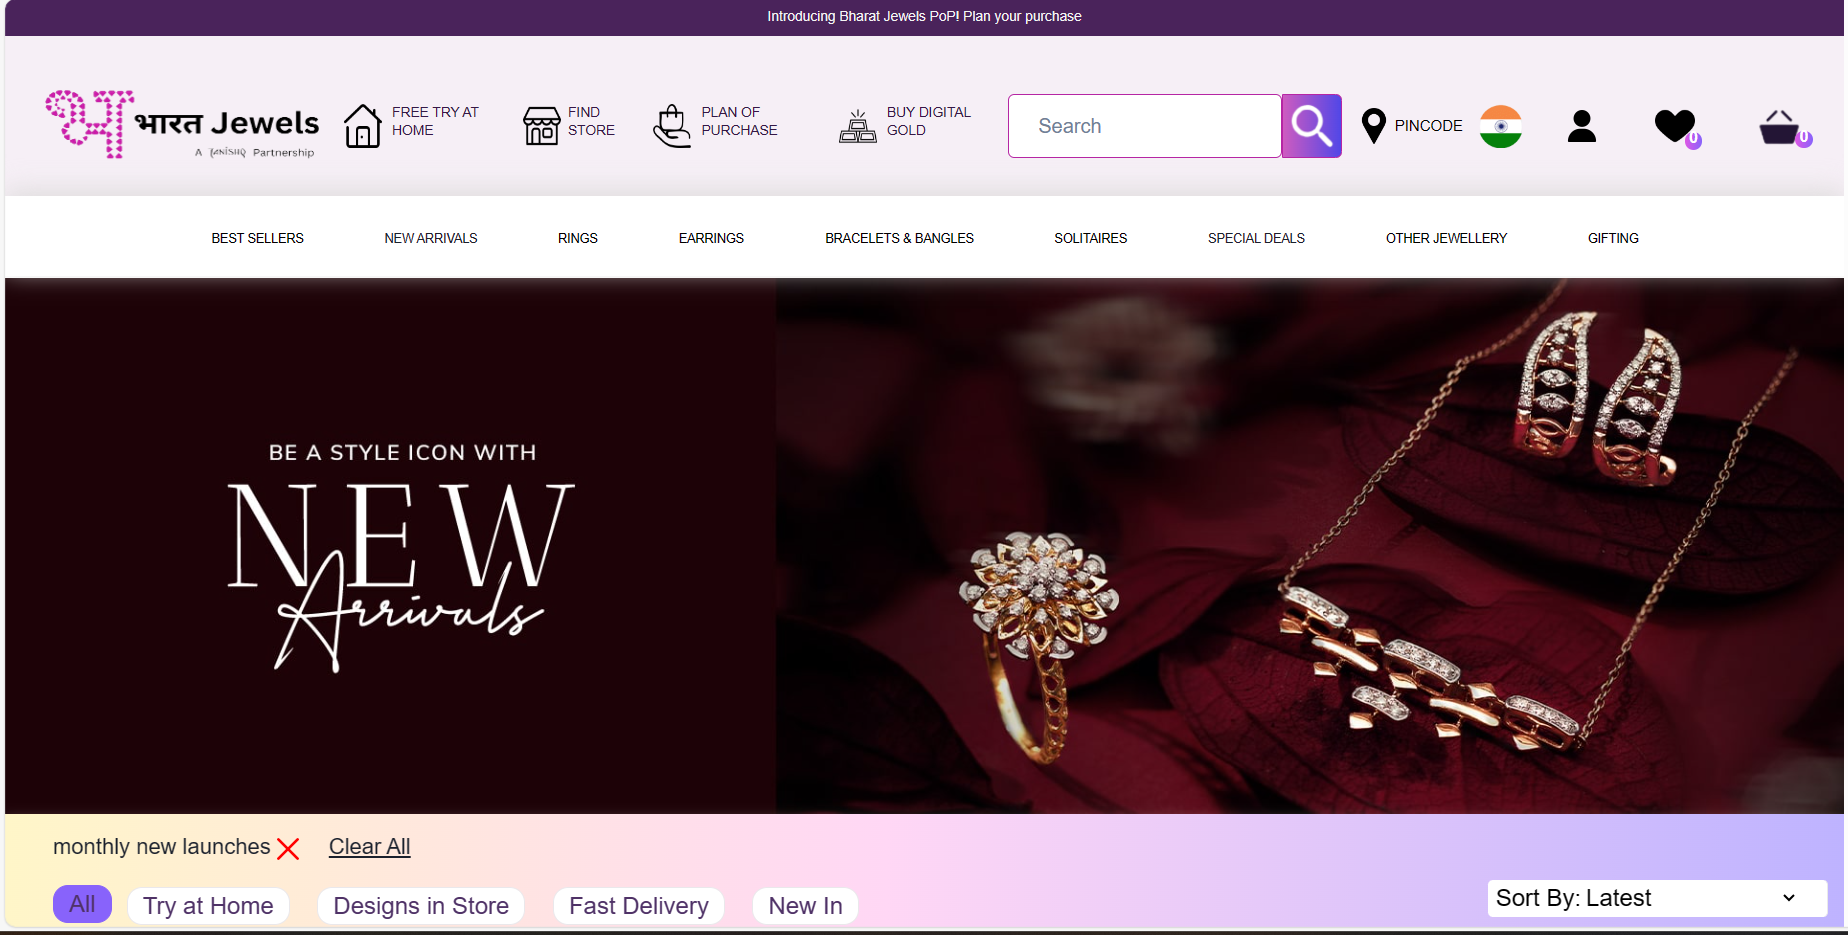 Introducing Bharat Jewels PoP! Plan your purchase
भा
भारत Jewels
A TANISHQ Partnership
FREE TRY AT
HOME
FIND
STORE
PLAN OF
PURCHASE
BUY DIGITAL
GOLD
Search
PINCODE
0
0
BEST SELLERS
NEW ARRIVALS
RINGS
EARRINGS
BRACELETS & BANGLES
SOLITAIRES
SPECIAL DEALS
OTHER JEWELLERY
GIFTING
BE A STYLE ICON WITH
NEW
Arrivals
monthly new launches
Clear All
All
Try at Home
Designs in Store
Fast Delivery
New In
Sort By: Latest